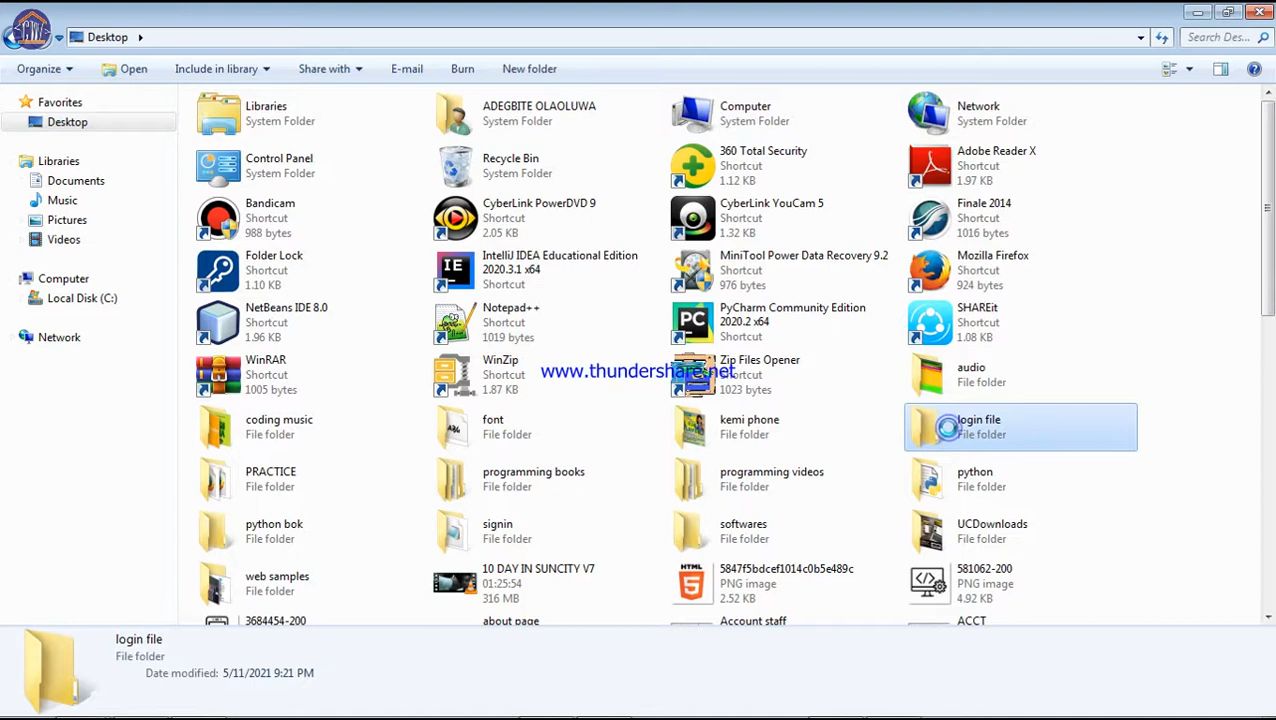 Desktop
Search Des...
Organize
Open
Include in library
Share with
E-mail
Burn
New folder
Favorites
Desktop
Libraries
Documents
Music
Pictures
Videos
Computer
Local Disk (C:)
Network
Libraries
System Folder
ADEGBITE OLAOLUWA
System Folder
Computer
System Folder
Network
System Folder
Control Panel
System Folder
Recycle Bin
System Folder
360 Total Security
Shortcut
1.12 KB
Adobe Reader X
Shortcut
1.97 KB
Bandicam
Shortcut
988 bytes
CyberLink PowerDVD 9
Shortcut
2.05 KB
CyberLink YouCam 5
Shortcut
1.32 KB
Finale 2014
Shortcut
1016 bytes
Folder Lock
Shortcut
1.10 KB
IntelliJ IDEA Educational Edition
2020.3.1 x64
Shortcut
MiniTool Power Data Recovery 9.2
Shortcut
976 bytes
Mozilla Firefox
Shortcut
924 bytes
NetBeans IDE 8.0
Shortcut
1.96 KB
Notepad++
Shortcut
1019 bytes
PyCharm Community Edition
2020.2 x64
Shortcut
SHAREit
Shortcut
1.08 KB
WinRAR
Shortcut
1005 bytes
WinZip
Shortcut
1.87 KB
Zip Files Opener
Shortcut
1023 bytes
www.thundershare.net
audio
File folder
coding music
File folder
font
File folder
kemi phone
File folder
login file
File folder
PRACTICE
File folder
programming books
File folder
programming videos
File folder
python
File folder
python bok
File folder
signin
File folder
softwares
File folder
UCDownloads
File folder
web samples
File folder
10 DAY IN SUNCITY V7
01:25:54
316 MB
HTML
5847f5bdcef1014c0b5e489c
PNG image
2.52 KB
581062-200
PNG image
4.92 KB
3684454-200
about page
Account staff
ACCT
login file
File folder
Date modified: 5/11/2021 9:21 PM